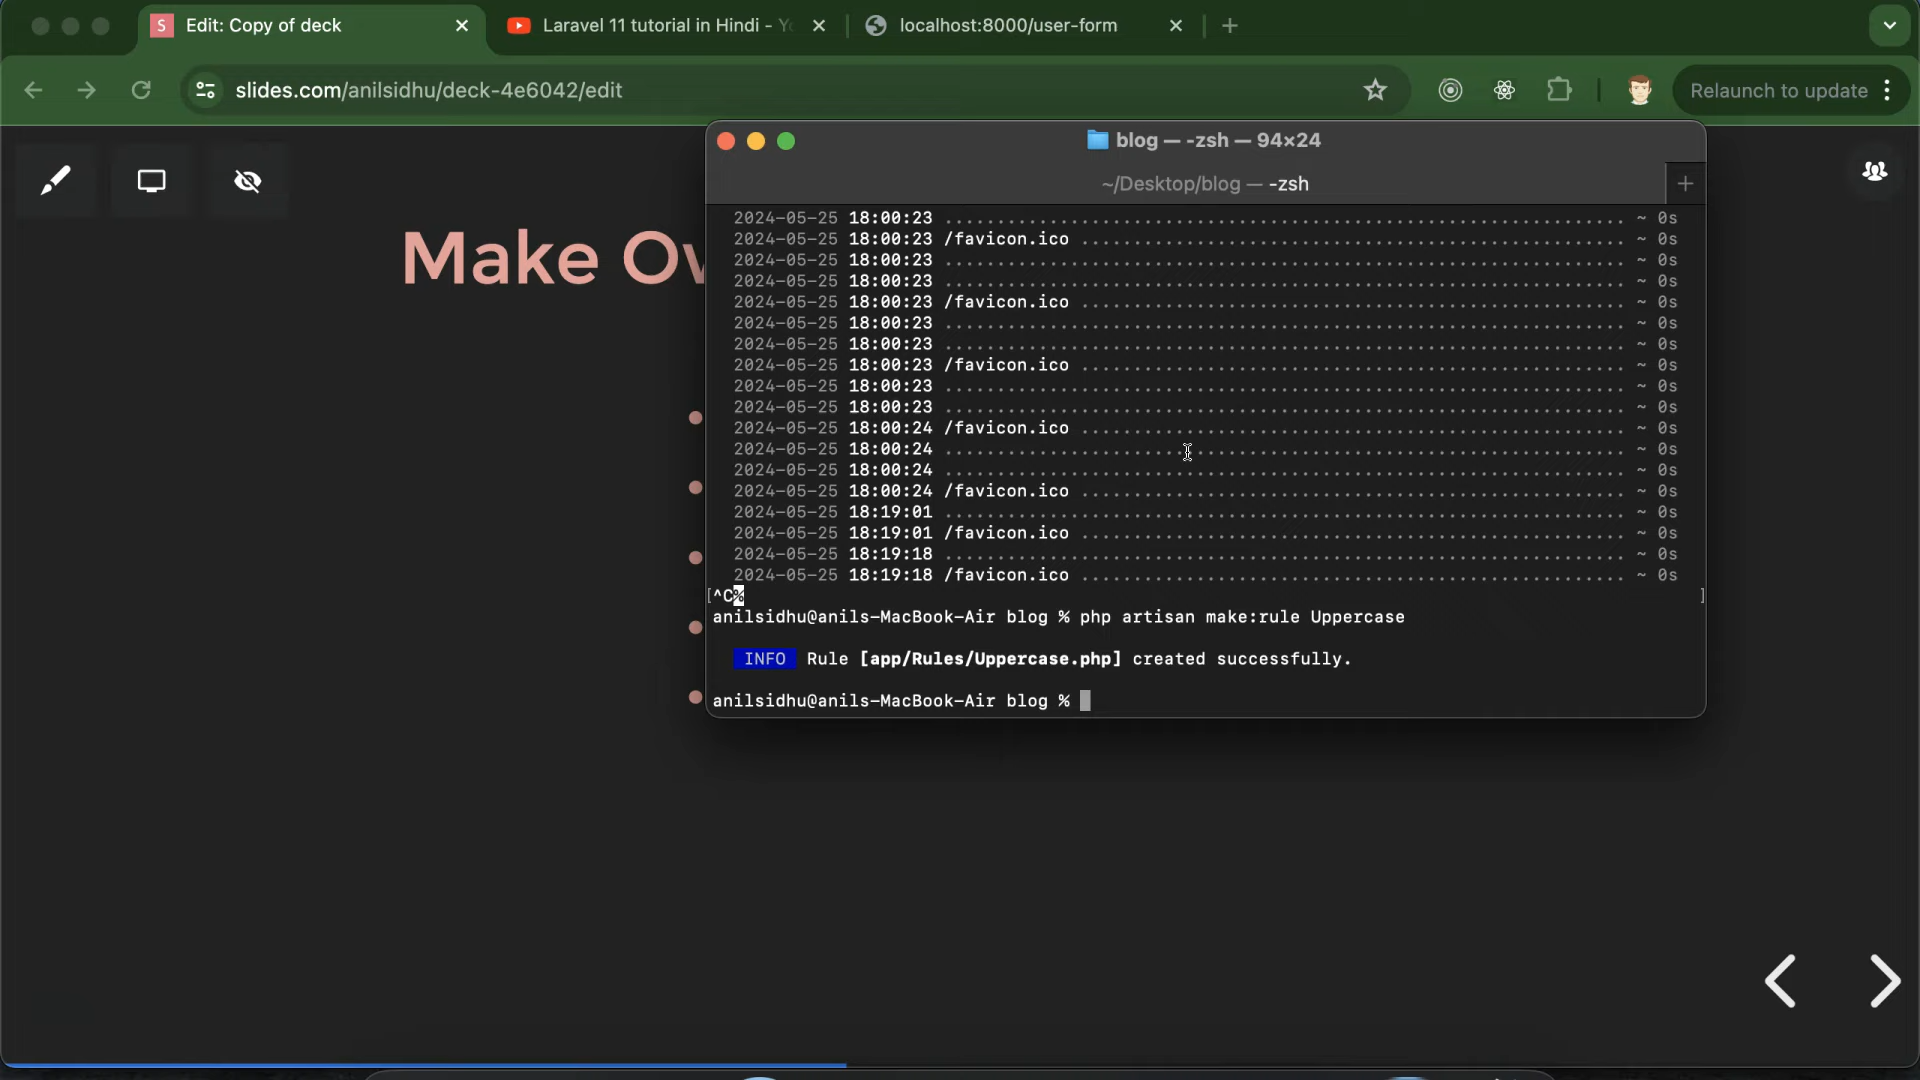 Edit: Copy of deck
Laravel 11 tutorial in Hindi -
localhost:8000/user-form
slides.com/anilsidhu/deck-4e6042/edit
Relaunch to update
blog — -zsh — 94×24
~/Desktop/blog — -zsh
Make
2024-05-25 18:00:23 ................................................................. ~ 0s
2024-05-25 18:00:23 /favicon.ico .................................................... ~ 0s
2024-05-25 18:00:23 ................................................................. ~ 0s
2024-05-25 18:00:23 ................................................................. ~ 0s
2024-05-25 18:00:23 /favicon.ico .................................................... ~ 0s
2024-05-25 18:00:23 ................................................................. ~ 0s
2024-05-25 18:00:23 ................................................................. ~ 0s
2024-05-25 18:00:23 /favicon.ico .................................................... ~ 0s
2024-05-25 18:00:23 ................................................................. ~ 0s
2024-05-25 18:00:23 ................................................................. ~ 0s
2024-05-25 18:00:24 /favicon.ico .................................................... ~ 0s
2024-05-25 18:00:24 ................................................................. ~ 0s
2024-05-25 18:00:24 ................................................................. ~ 0s
2024-05-25 18:00:24 /favicon.ico .................................................... ~ 0s
2024-05-25 18:19:01 ................................................................. ~ 0s
2024-05-25 18:19:01 /favicon.ico .................................................... ~ 0s
2024-05-25 18:19:18 ................................................................. ~ 0s
2024-05-25 18:19:18 /favicon.ico .................................................... ~ 0s
[^C% ]
anilsidhu@anils-MacBook-Air blog % php artisan make:rule Uppercase
INFO Rule [app/Rules/Uppercase.php] created successfully.
anilsidhu@anils-MacBook-Air blog %